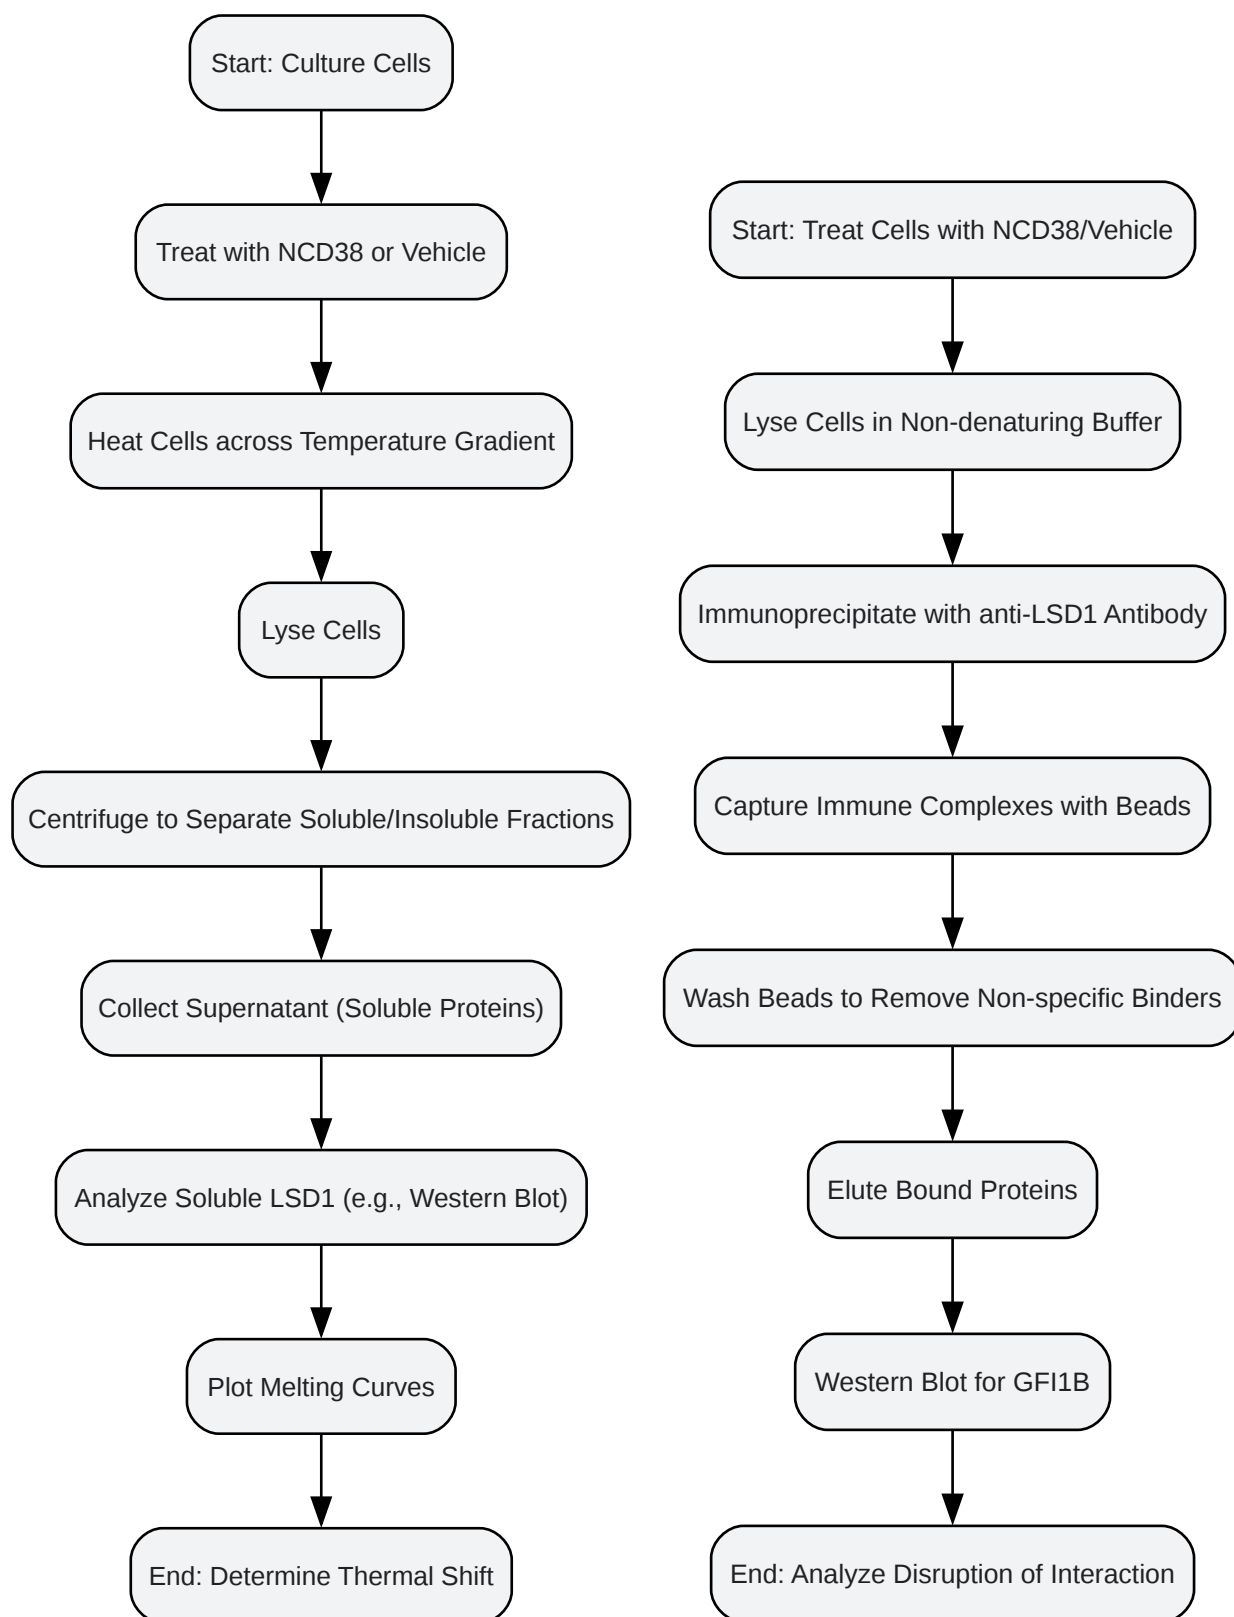 Start: Culture Cells
Treat with NCD38 or Vehicle
Heat Cells across Temperature Gradient
Lyse Cells
Centrifuge to Separate Soluble/Insoluble Fractions
Collect Supernatant (Soluble Proteins)
Analyze Soluble LSD1 (e.g., Western Blot)
Plot Melting Curves
End: Determine Thermal Shift
Start: Treat Cells with NCD38/Vehicle
Lyse Cells in Non-denaturing Buffer
Immunoprecipitate with anti-LSD1 Antibody
Capture Immune Complexes with Beads
Wash Beads to Remove Non-specific Binders
Elute Bound Proteins
Western Blot for GFI1B
End: Analyze Disruption of Interaction